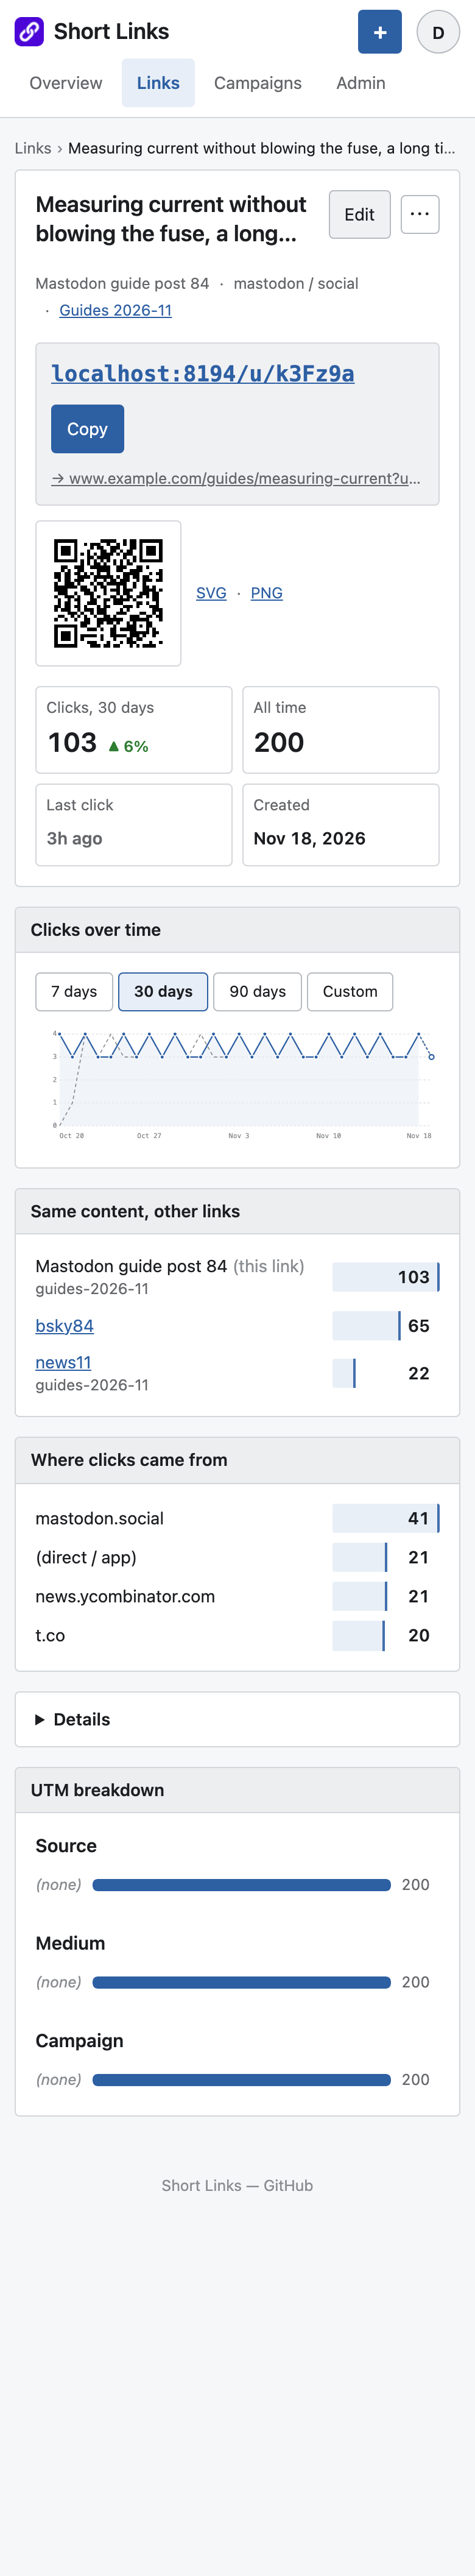 Short Links
+
D
Overview
Links
Campaigns
Admin
Links › Measuring current without blowing the fuse, a long ti...
Measuring current without
blowing the fuse, a long...
Edit
...
Mastodon guide post 84 · mastodon / social
· Guides 2026-11
localhost:8194/u/k3Fz9a
Copy
→ www.example.com/guides/measuring-current?u...
SVG · PNG
Clicks, 30 days
103 ▲ 6%
All time
200
Last click
3h ago
Created
Nov 18, 2026
Clicks over time
7 days
30 days
90 days
Custom
4
3
2
1
0
Oct 20
Oct 27
Nov 3
Nov 10
Nov 18
Same content, other links
Mastodon guide post 84 (this link)
guides-2026-11
103
bsky84
65
news11
guides-2026-11
22
Where clicks came from
mastodon.social
41
(direct / app)
21
news.ycombinator.com
21
t.co
20
▶ Details
UTM breakdown
Source
(none)
200
Medium
(none)
200
Campaign
(none)
200
Short Links — GitHub